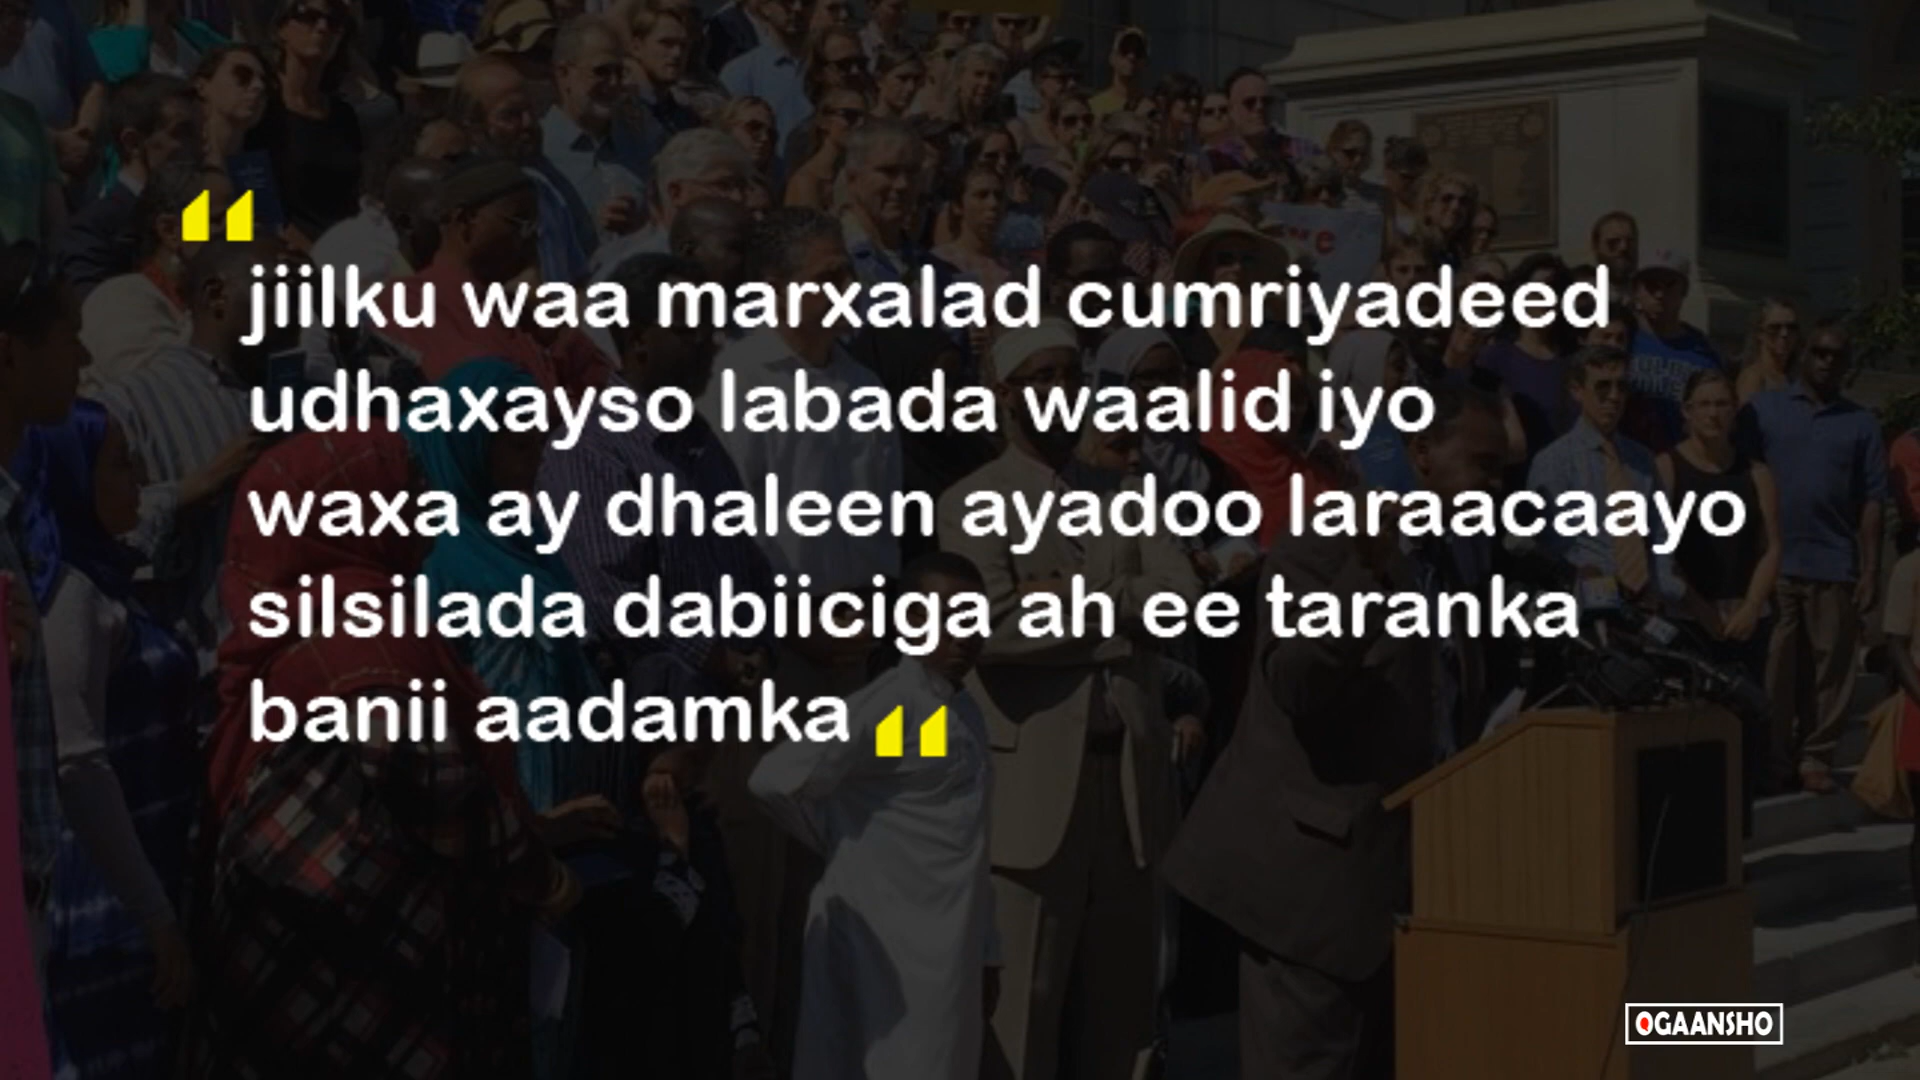 jiilku waa marxalad cumriyadeed
udhaxayso labada waalid iyo
waxa ay dhaleen ayadoo laraacaayo
silsilada dabiiciga ah ee taranka
banii aadamka
OGAANSHO